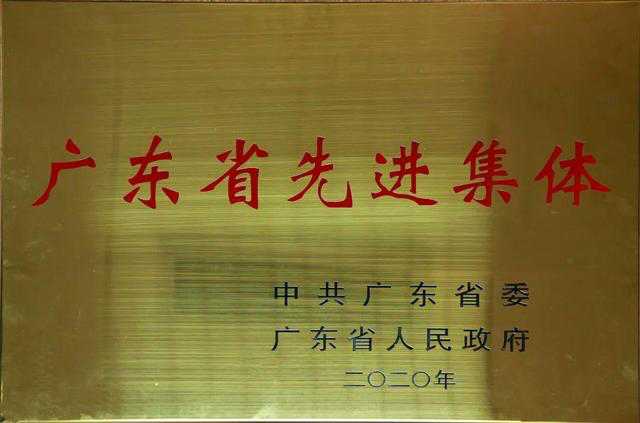 广东省先进集体
中共广东省委
广东省人民政府
二〇二〇年